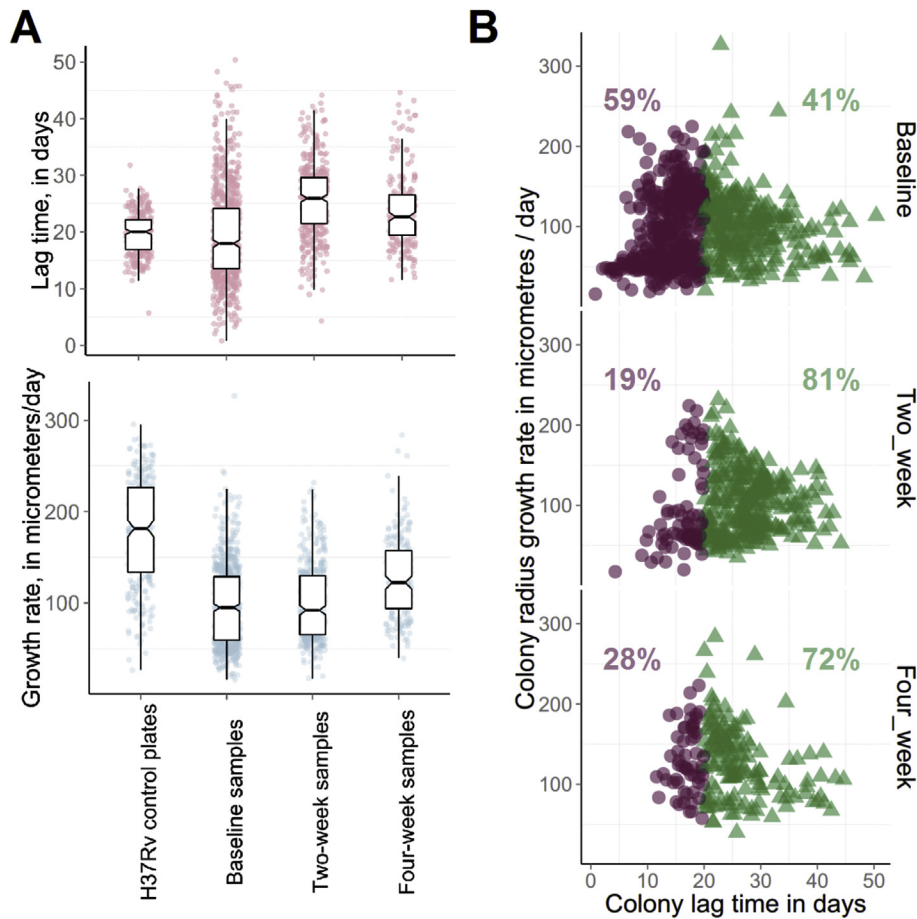 A
Lag time, in days
50
40
30
20
10
0
Growth rate, in micrometers/day
300
200
100
H37Rv control plates
Baseline samples
Two-week samples
Four-week samples
B
Colony radius growth rate in micrometres / day
300
200
100
59%
41%
Baseline
300
200
100
19%
81%
Two_week
300
200
100
28%
72%
Four_week
0 10 20 30 40 50
Colony lag time in days